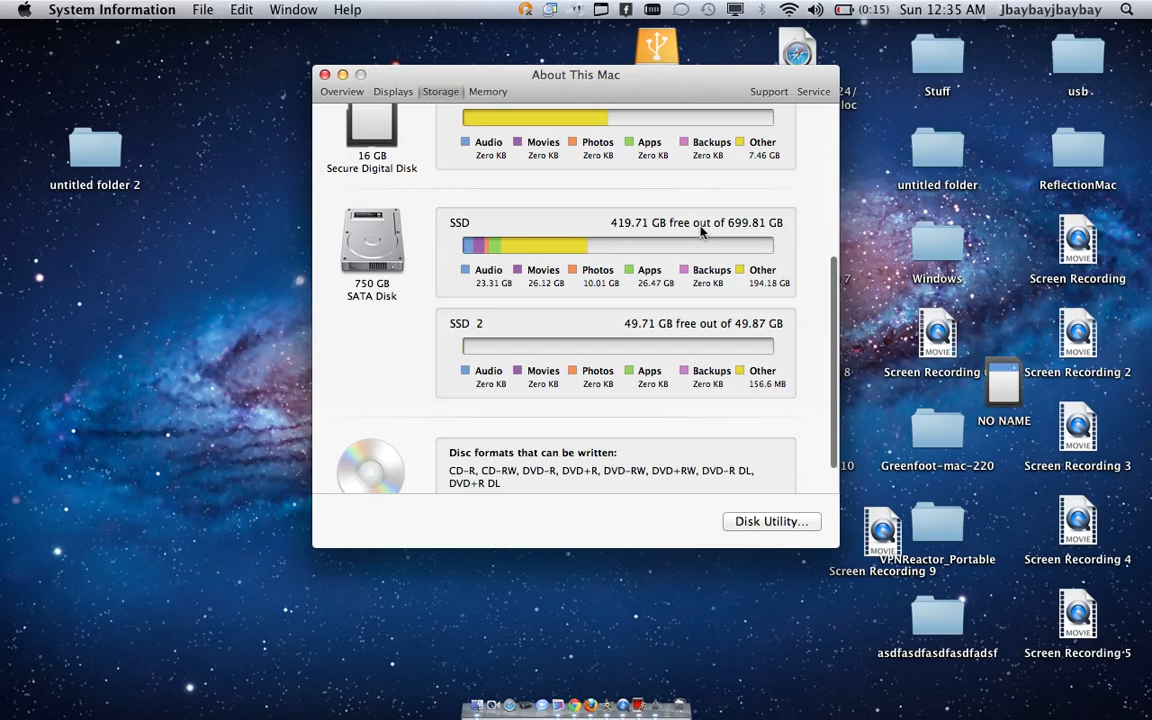 System Information File Edit Window Help (0:15) Sun 12:35 AM Jbaybayjbaybay
About This Mac
Overview Displays Storage Memory Support Service
16 GB
Secure Digital Disk
Audio Movies Photos Apps Backups Other
Zero KB Zero KB Zero KB Zero KB Zero KB 7.46 GB
SSD 419.71 GB free out of 699.81 GB
Audio Movies Photos Apps Backups Other
23.31 GB 26.12 GB 10.01 GB 26.47 GB Zero KB 194.18 GB
750 GB
SATA Disk
SSD 2 49.71 GB free out of 49.87 GB
Audio Movies Photos Apps Backups Other
Zero KB Zero KB Zero KB Zero KB Zero KB 156.6 MB
Disc formats that can be written:
CD-R, CD-RW, DVD-R, DVD+R, DVD-RW, DVD+RW, DVD-R DL,
DVD+R DL
Disk Utility...
untitled folder 2
24/
loc
Stuff
usb
untitled folder
ReflectionMac
7
Windows
Screen Recording
8
Screen Recording
Screen Recording 2
NO NAME
10
Greenfoot-mac-220
Screen Recording 3
VPNReactor_Portable
Screen Recording 9
Screen Recording 4
asdfasdfasdfasdfadsf
Screen Recording 5